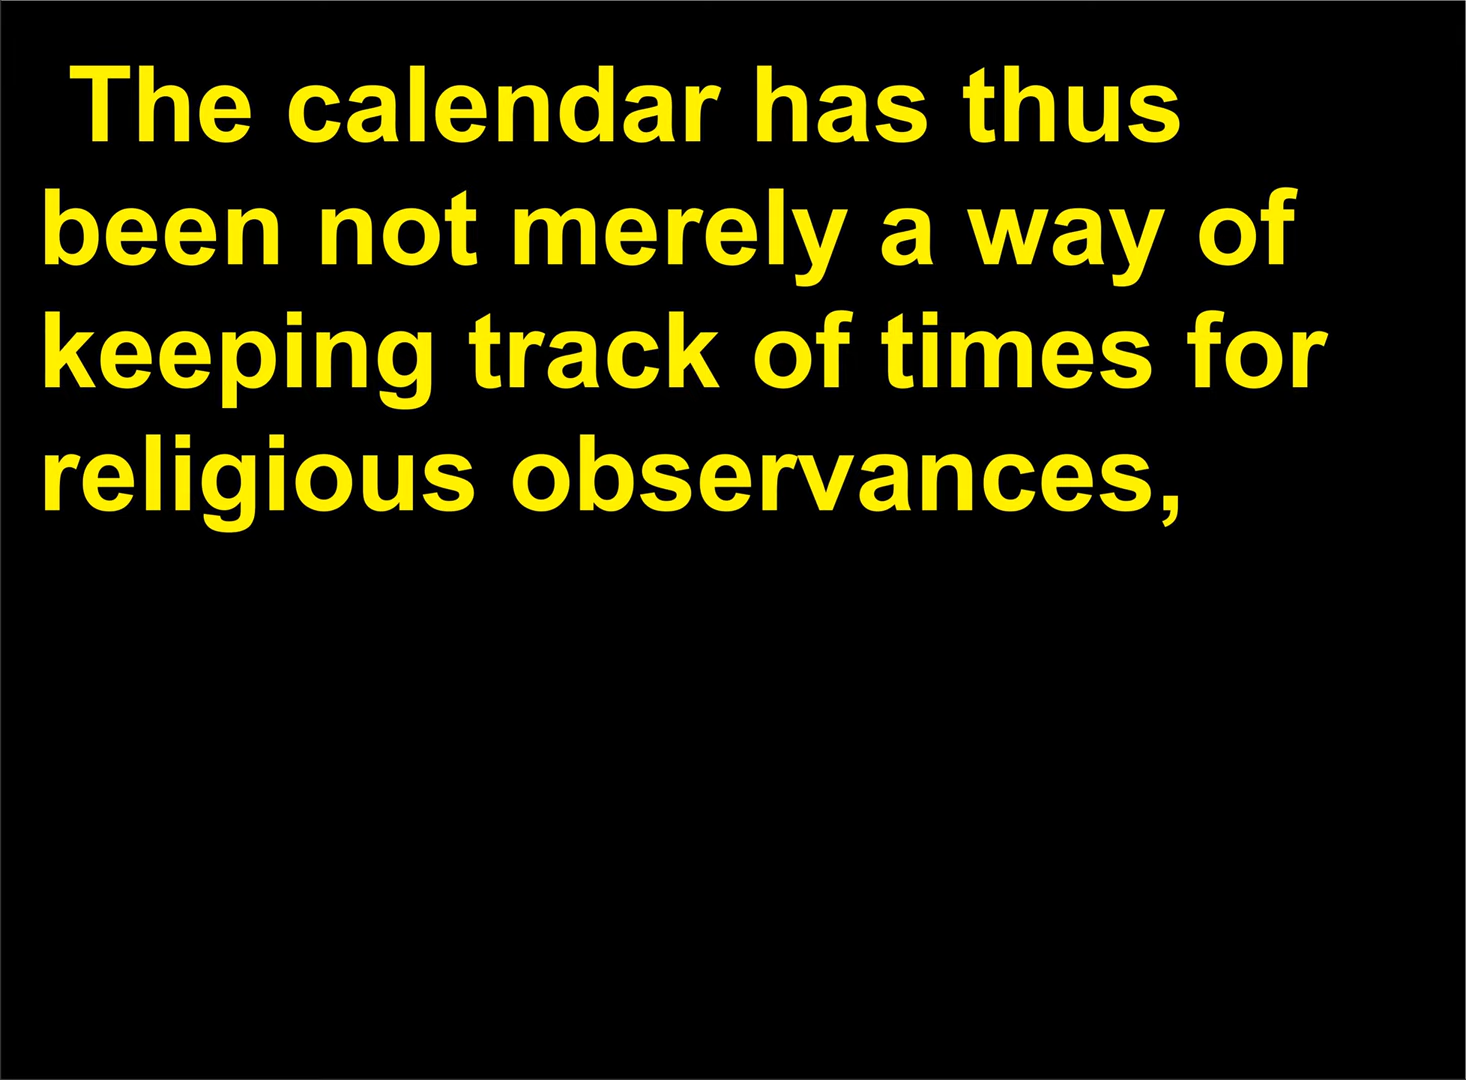 The calendar has thus
been not merely a way of
keeping track of times for
religious observances,